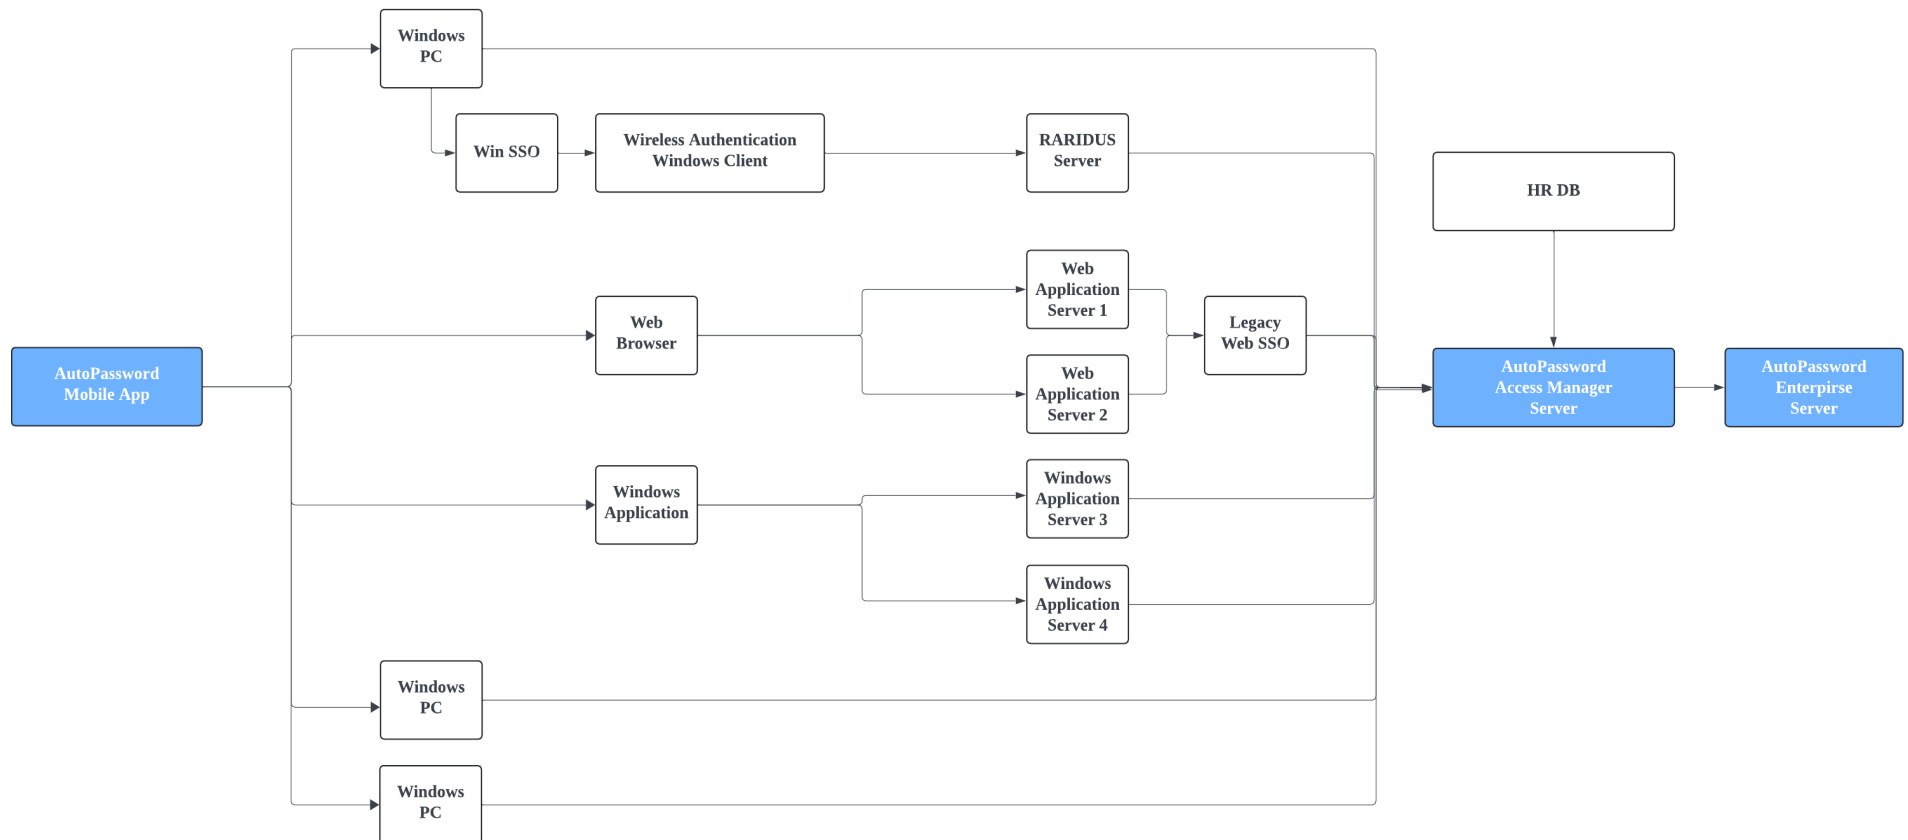 Windows
PC
Win SSO
Wireless Authentication
Windows Client
RARIDUS
Server
HR DB
Web
Application
Server 1
Web
Browser
Legacy
Web SSO
AutoPassword
Mobile App
Web
Application
Server 2
AutoPassword
Access Manager
Server
AutoPassword
Enterpirse
Server
Windows
Application
Windows
Application
Server 3
Windows
Application
Server 4
Windows
PC
Windows
PC